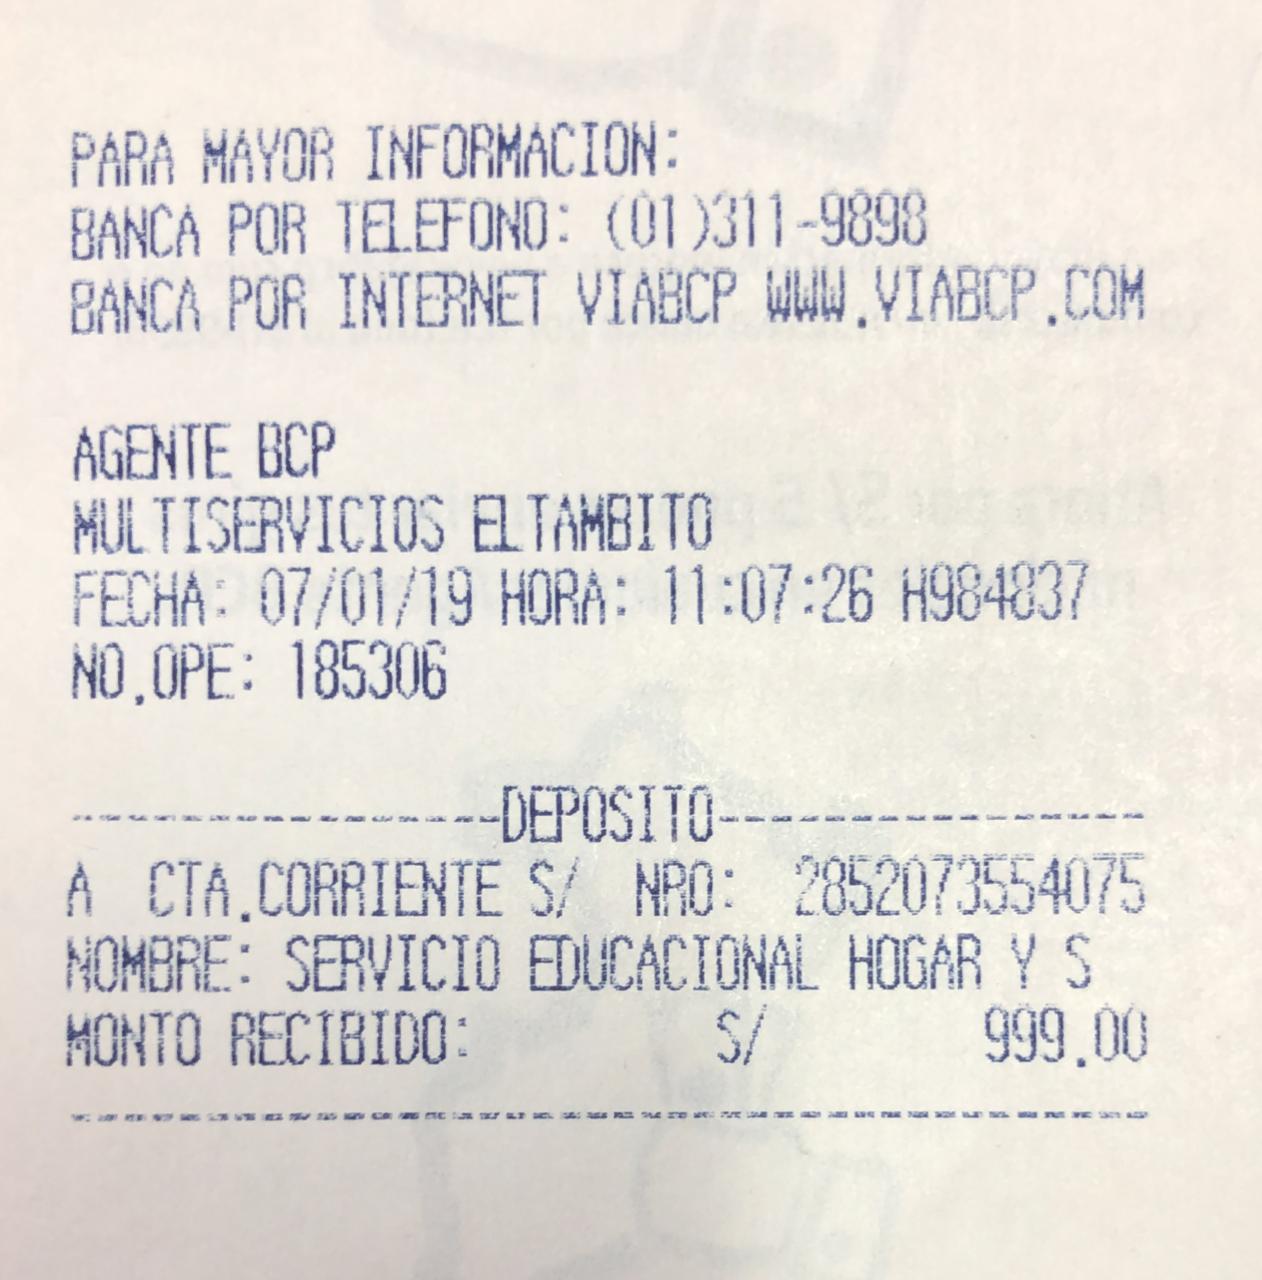 PARA MAYOR INFORMACION:
BANCA POR TELEFONO: (01)311-9898
BANCA POR INTERNET VIABCP WWW.VIABCP.COM
AGENTE BCP
MULTISERVICIOS ELTAMBITO
FECHA: 07/01/19 HORA: 11:07:26 H984837
NO.OPE: 185306
----------------DEPOSITO----------------
A  CTA.CORRIENTE S/  NRO:  2852073554075
NOMBRE: SERVICIO EDUCACIONAL HOGAR Y S
MONTO RECIBIDO: S/ 999.00
----------------------------------------